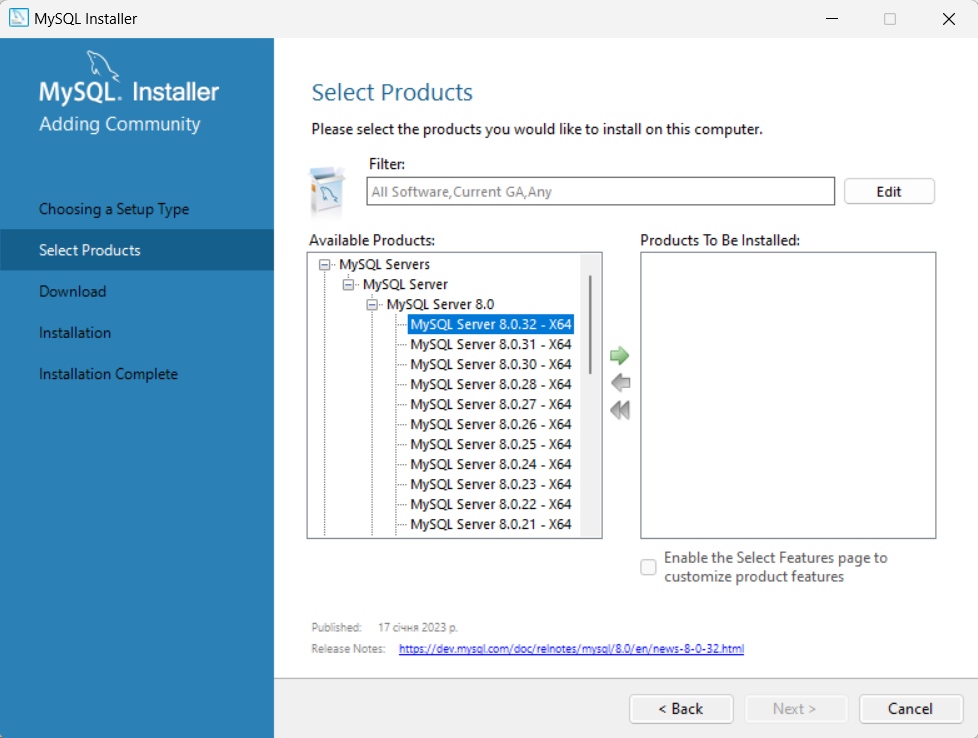 MySQL Installer
MySQL. Installer
Adding Community
Choosing a Setup Type
Select Products
Download
Installation
Installation Complete
Select Products
Please select the products you would like to install on this computer.
Filter:
All Software,Current GA,Any
Edit
Available Products:
MySQL Servers
MySQL Server
MySQL Server 8.0
MySQL Server 8.0.32 - X64
MySQL Server 8.0.31 - X64
MySQL Server 8.0.30 - X64
MySQL Server 8.0.28 - X64
MySQL Server 8.0.27 - X64
MySQL Server 8.0.26 - X64
MySQL Server 8.0.25 - X64
MySQL Server 8.0.24 - X64
MySQL Server 8.0.23 - X64
MySQL Server 8.0.22 - X64
MySQL Server 8.0.21 - X64
Products To Be Installed:
Enable the Select Features page to
customize product features
Published: 17 січня 2023 р.
Release Notes: https://dev.mysql.com/doc/relnotes/mysql/8.0/en/news-8-0-32.html
< Back
Next >
Cancel